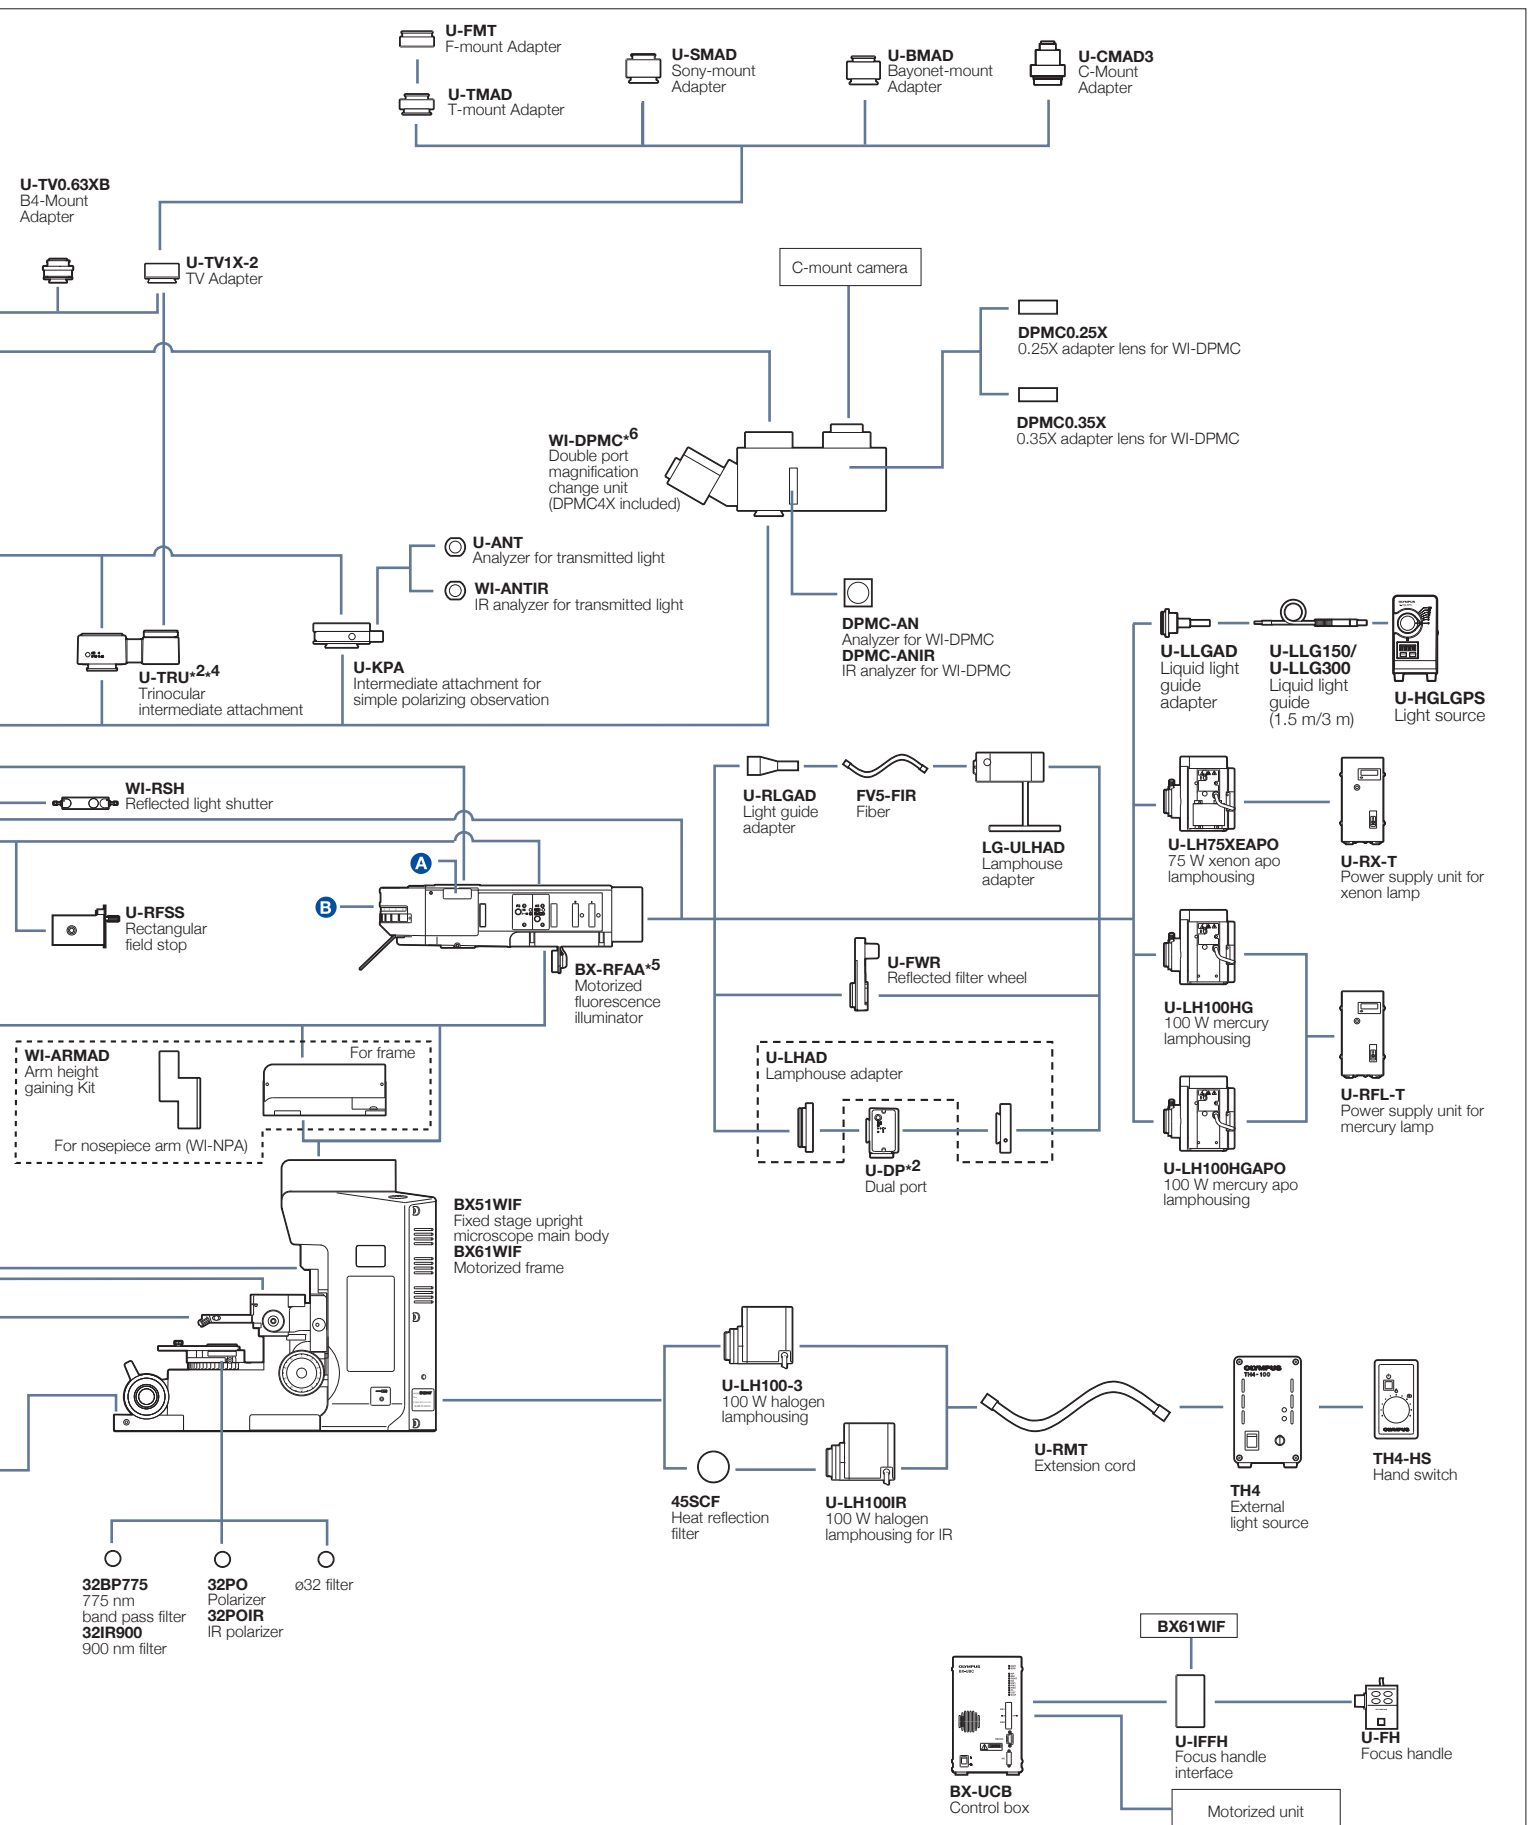 U-FMT
F-mount Adapter
U-TMAD
T-mount Adapter
U-SMAD
Sony-mount
Adapter
U-BMAD
Bayonet-mount
Adapter
U-CMAD3
C-Mount
Adapter
U-TV0.63XB
B4-Mount
Adapter
U-TV1X-2
TV Adapter
C-mount camera
DPMC0.25X
0.25X adapter lens for WI-DPMC
DPMC0.35X
0.35X adapter lens for WI-DPMC
WI-DPMC*6
Double port
magnification
change unit
(DPMC4X included)
U-ANT
Analyzer for transmitted light
WI-ANTIR
IR analyzer for transmitted light
DPMC-AN
Analyzer for WI-DPMC
DPMC-ANIR
IR analyzer for WI-DPMC
U-TRU*2*4
Trinocular
intermediate attachment
U-KPA
Intermediate attachment for
simple polarizing observation
U-LLGAD
Liquid light
guide
adapter
U-LLG150/
U-LLG300
Liquid light
guide
(1.5 m/3 m)
U-HGLGPS
Light source
WI-RSH
Reflected light shutter
U-RLGAD
Light guide
adapter
FV5-FIR
Fiber
LG-ULHAD
Lamphouse
adapter
U-LH75XEAPO
75 W xenon apo
lamphousing
U-RX-T
Power supply unit for
xenon lamp
A
B
U-RFSS
Rectangular
field stop
BX-RFAA*5
Motorized
fluorescence
illuminator
U-FWR
Reflected filter wheel
U-LH100HG
100 W mercury
lamphousing
WI-ARMAD
Arm height
gaining Kit
For frame
For nosepiece arm (WI-NPA)
U-LHAD
Lamphouse adapter
U-DP*2
Dual port
U-RFL-T
Power supply unit for
mercury lamp
U-LH100HGAPO
100 W mercury apo
lamphousing
BX51WIF
Fixed stage upright
microscope main body
BX61WIF
Motorized frame
U-LH100-3
100 W halogen
lamphousing
45SCF
Heat reflection
filter
U-LH100IR
100 W halogen
lamphousing for IR
U-RMT
Extension cord
OLYMPUS
TH4-100
TH4
External
light source
OLYMPUS
TH4-HS
Hand switch
32BP775
775 nm
band pass filter
32IR900
900 nm filter
32PO
Polarizer
32POIR
IR polarizer
ø32 filter
BX61WIF
OLYMPUS
BX-UCB
Control box
U-IFFH
Focus handle
interface
U-FH
Focus handle
Motorized unit